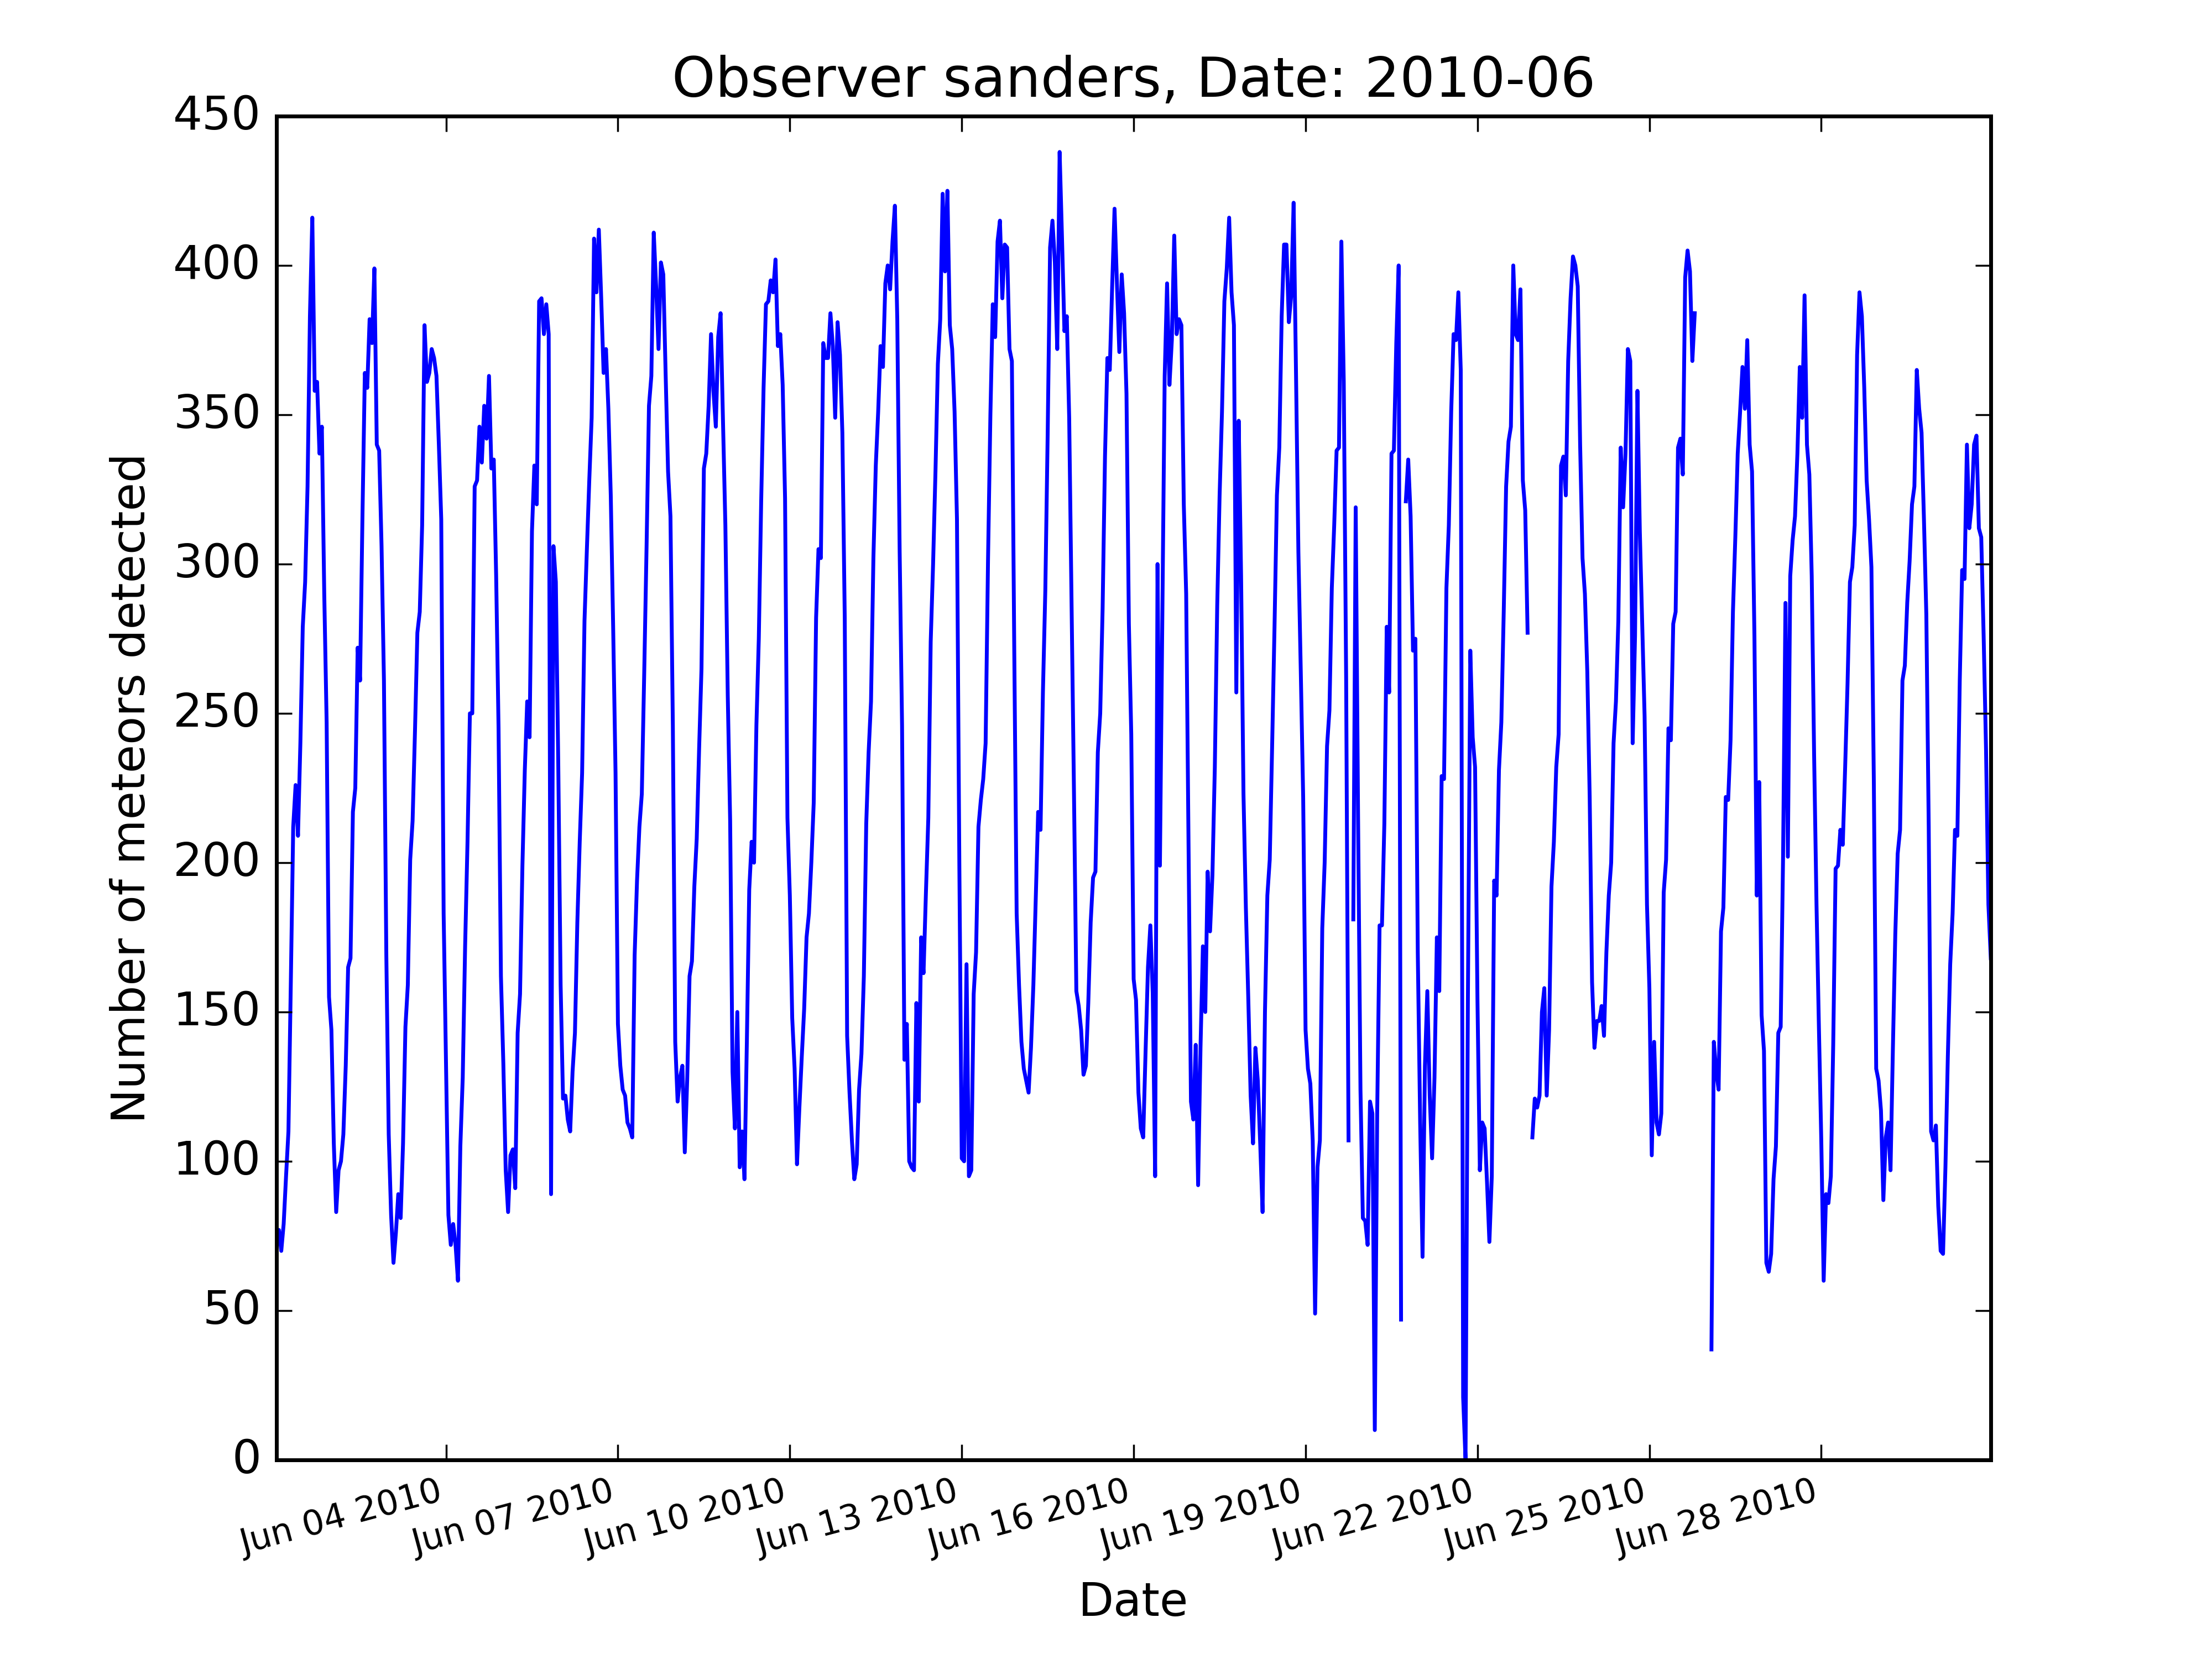 Observer sanders, Date: 2010-06
450
400
350
300
250
200
150
100
50
0
Number of meteors detected
Jun 04 2010
Jun 07 2010
Jun 10 2010
Jun 13 2010
Jun 16 2010
Jun 19 2010
Jun 22 2010
Jun 25 2010
Jun 28 2010
Date